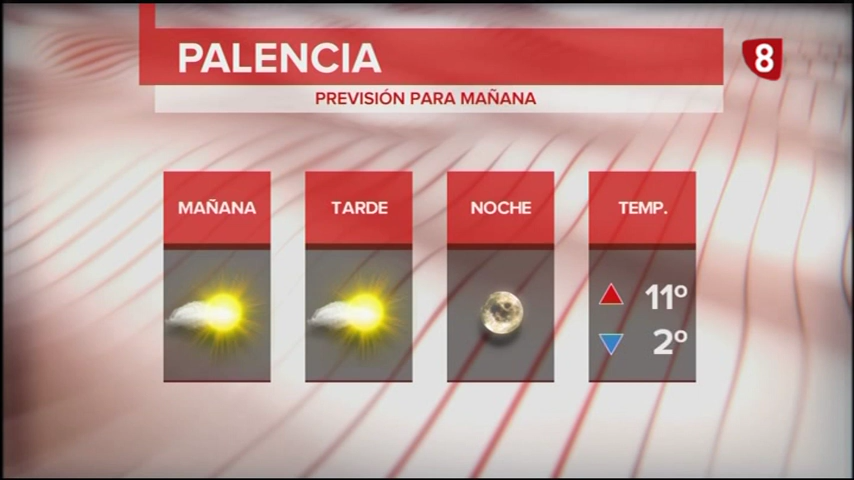 PALENCIA
8
PREVISIÓN PARA MAÑANA
MAÑANA
TARDE
NOCHE
TEMP.
11º
2º